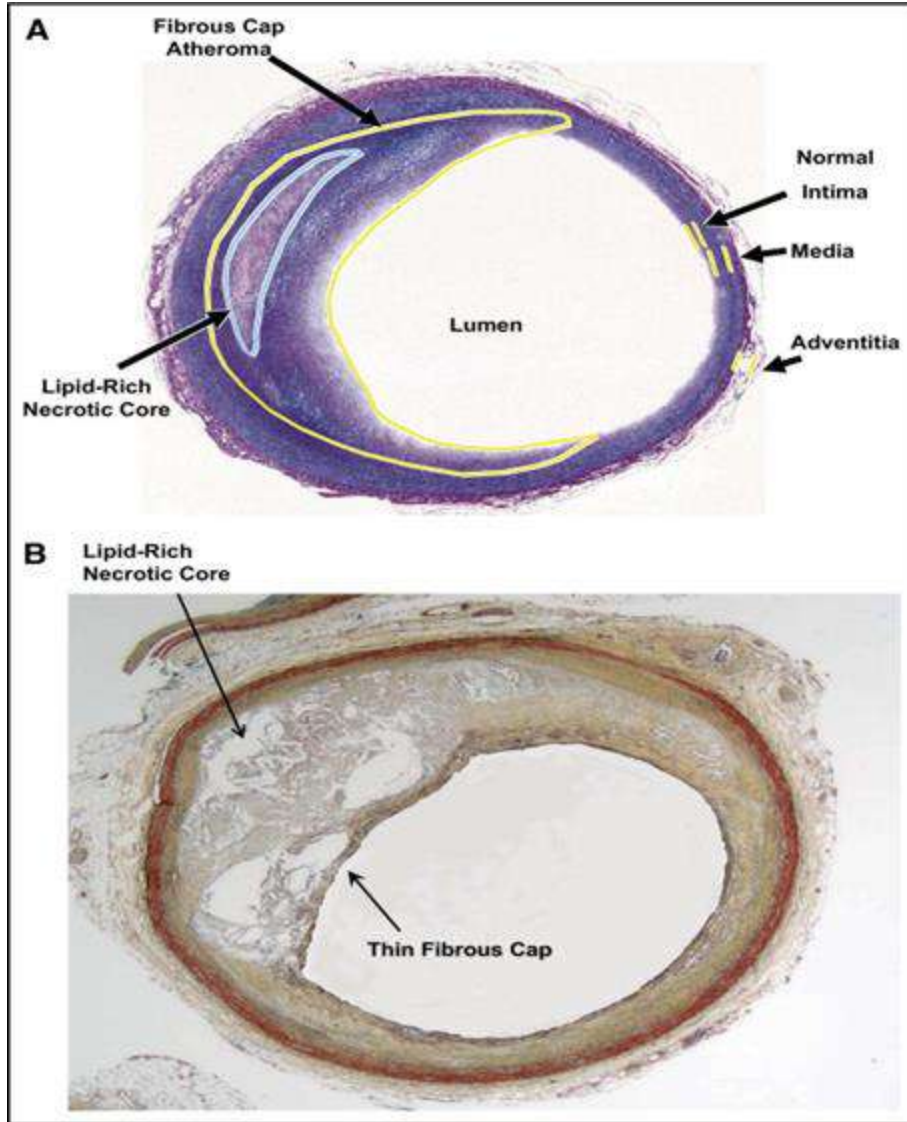 A
Fibrous Cap
Atheroma
Normal
Intima
Media
Lumen
Adventitia
Lipid-Rich
Necrotic Core
B
Lipid-Rich
Necrotic Core
Thin Fibrous Cap